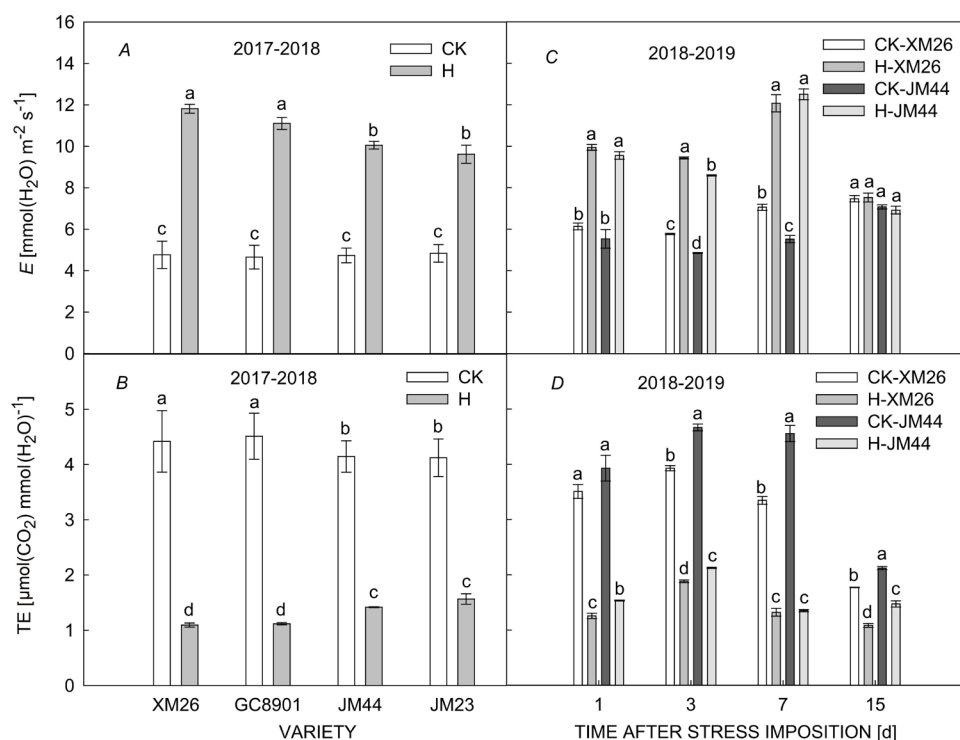 A
2017-2018
CK
H
E [mmol(H2O) m-2 s-1]
16
14
12
10
8
6
4
2
0
a
a
b
b
c
c
c
c
C
2018-2019
CK-XM26
H-XM26
CK-JM44
H-JM44
b
a
b
a
c
a
d
b
b
a
c
a
a
a
a
a
B
2017-2018
CK
H
TE [µmol(CO2) mmol(H2O)-1]
5
4
3
2
1
0
a
a
b
b
d
d
c
c
XM26 GC8901 JM44 JM23
VARIETY
D
2018-2019
CK-XM26
H-XM26
CK-JM44
H-JM44
a
c
a
b
b
d
a
c
b
c
a
c
b
d
a
c
1 3 7 15
TIME AFTER STRESS IMPOSITION [d]